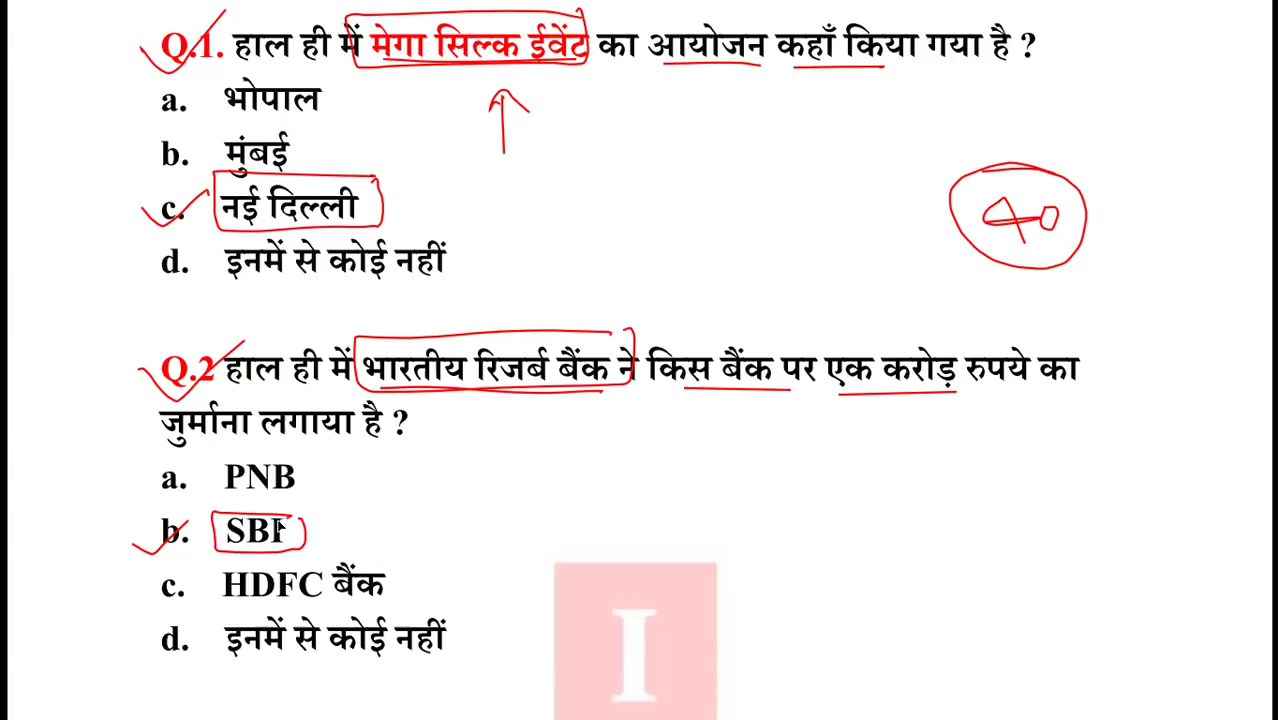 Q.1. हाल ही में मेगा सिल्क ईवेंट का आयोजन कहाँ किया गया है ?
a. भोपाल
b. मुंबई
c. नई दिल्ली
40
d. इनमें से कोई नहीं
Q.2 हाल ही में भारतीय रिजर्ब बैंक ने किस बैंक पर एक करोड़ रुपये का
जुर्माना लगाया है ?
a. PNB
b. SBI
c. HDFC बैंक
d. इनमें से कोई नहीं
I